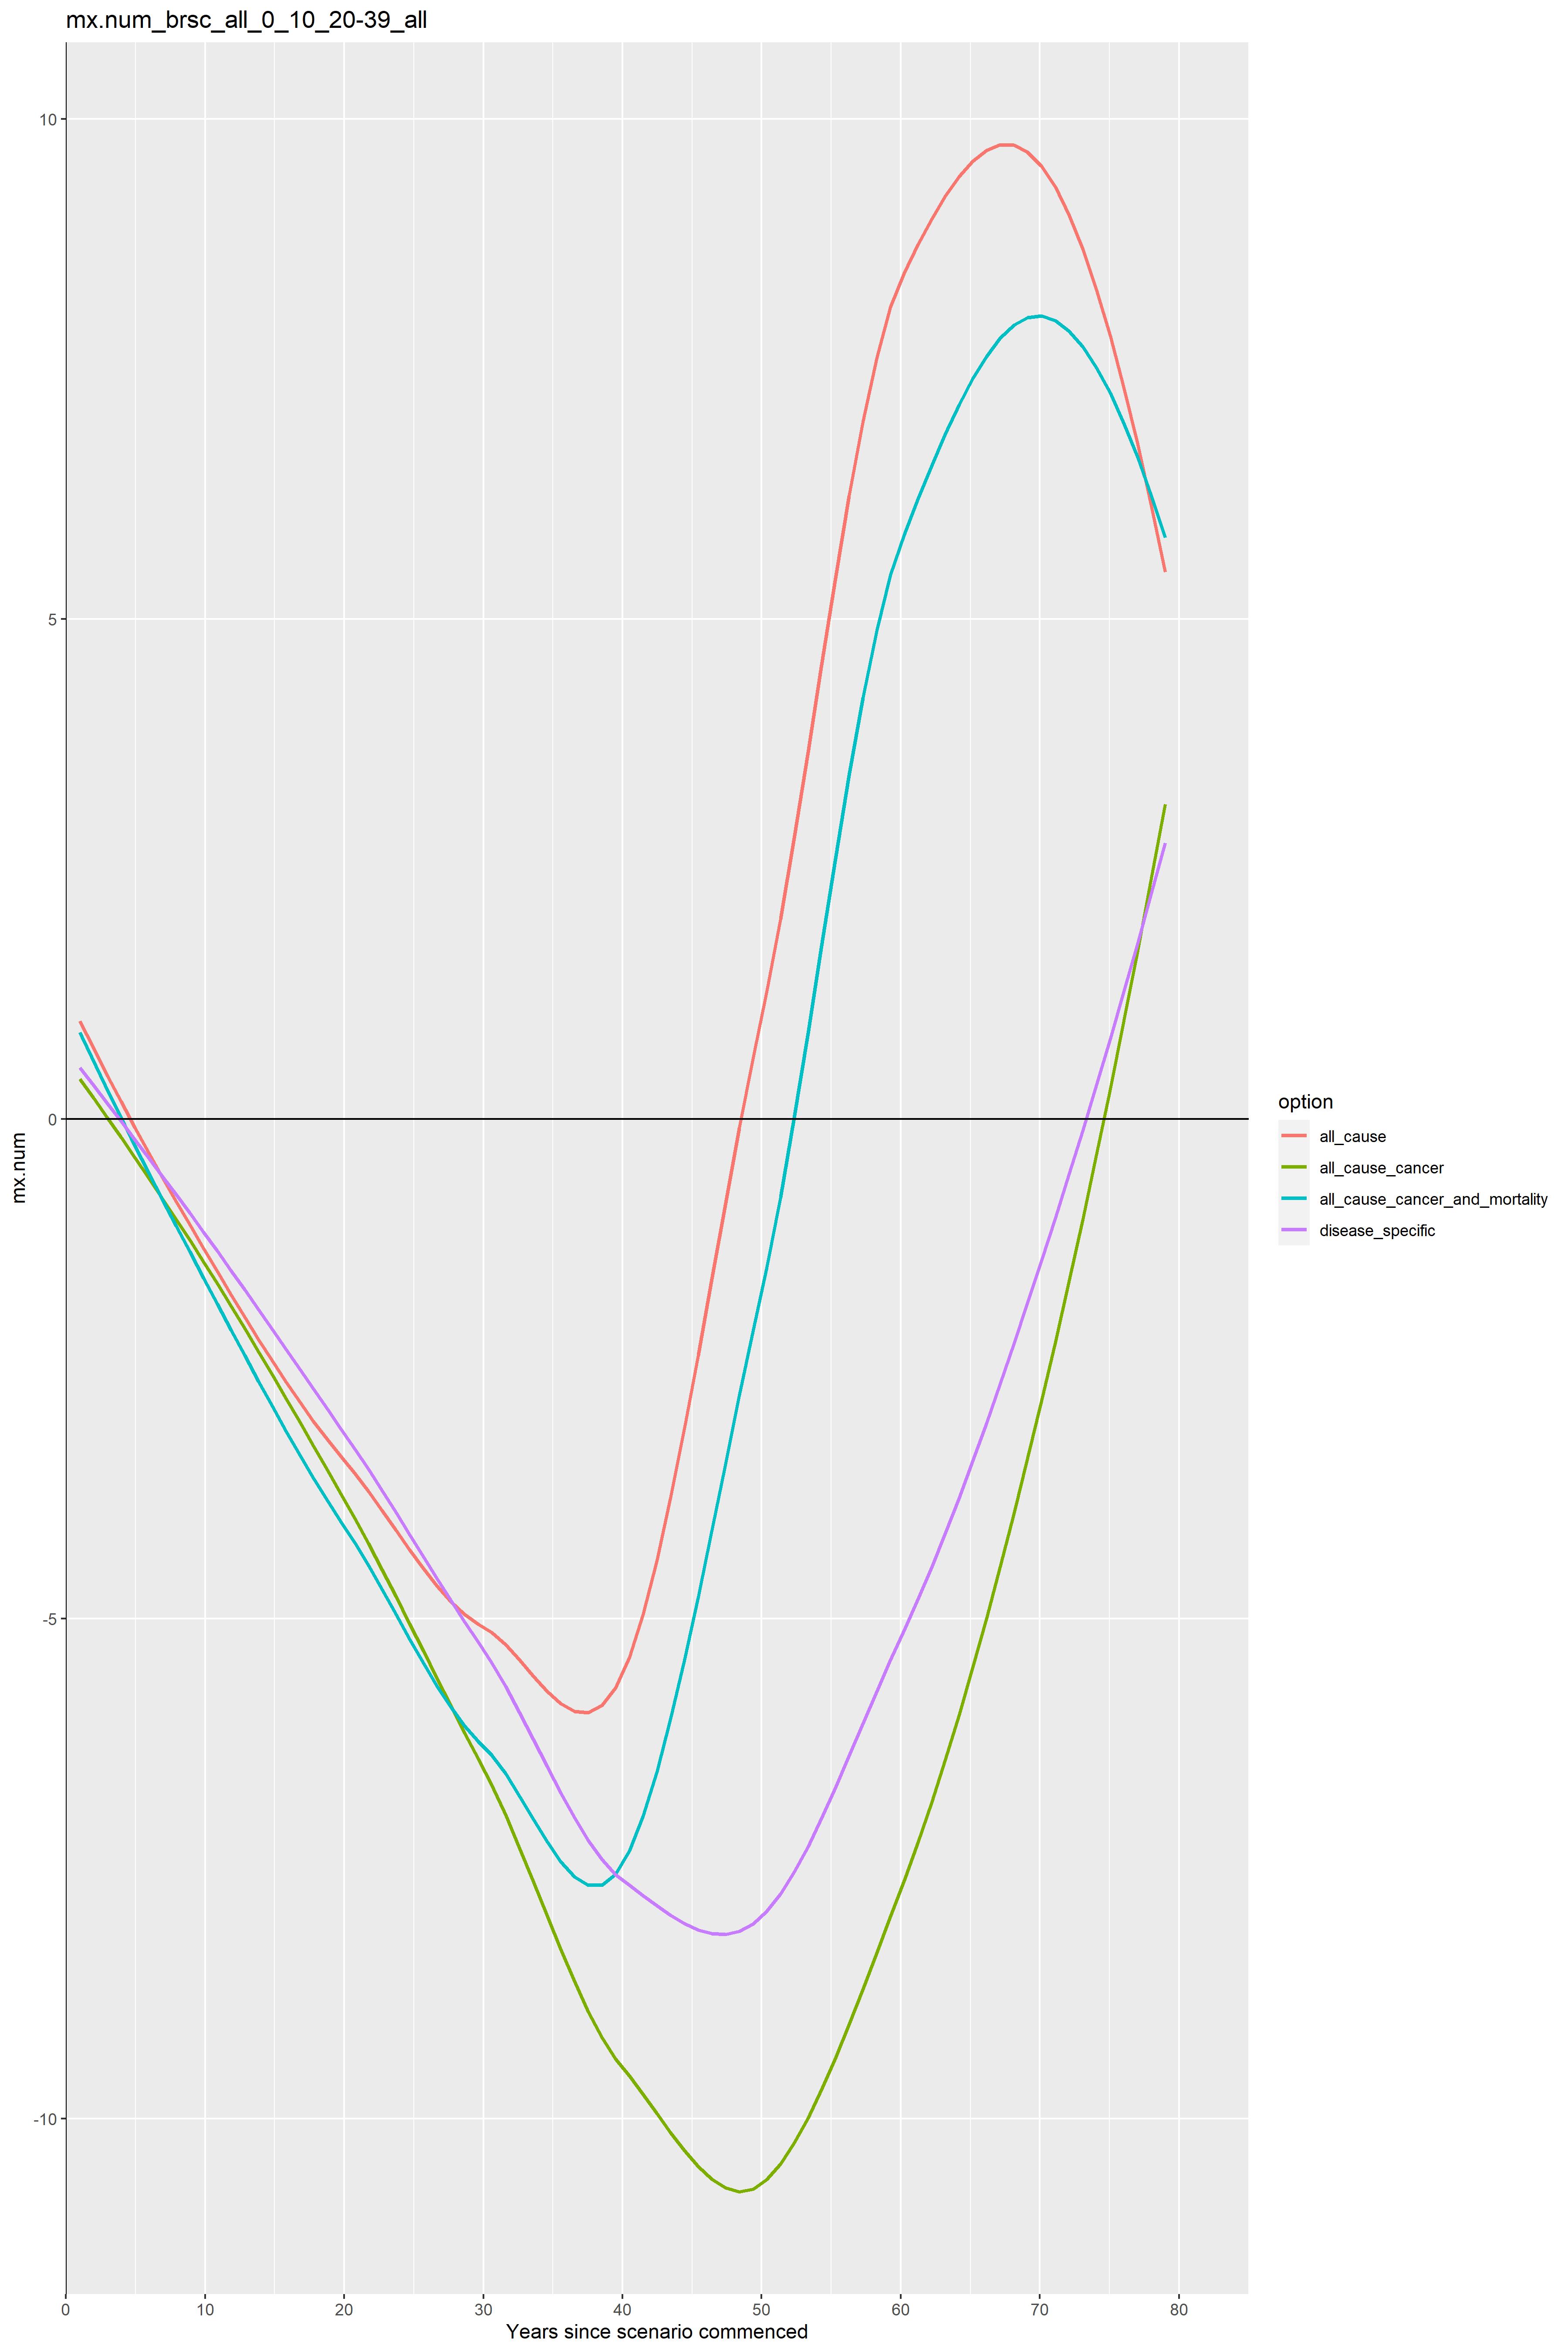 mx.num_brsc_all_0_10_20-39_all
10
5
0
-5
-10
mx.num
0 10 20 30 40 50 60 70 80
Years since scenario commenced
option
all_cause
all_cause_cancer
all_cause_cancer_and_mortality
disease_specific